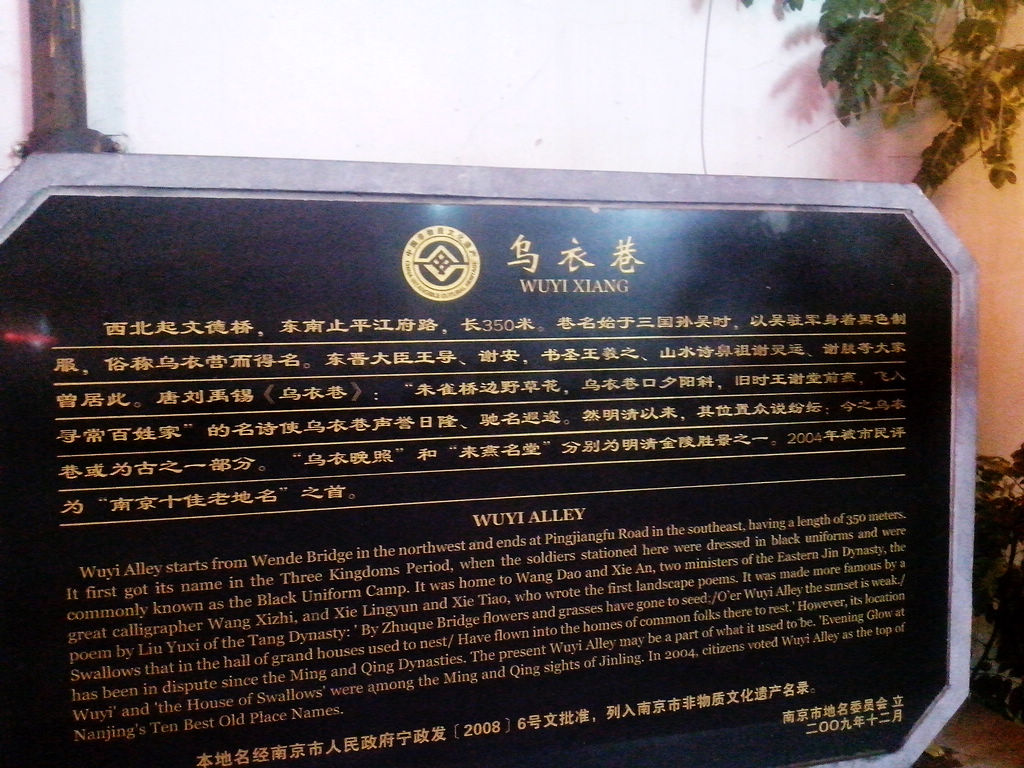 乌衣巷
WUYI XIANG
西北起文德桥，东南止平江府路，长350米。巷名始于三国孙吴时，以吴驻军身着黑色制
服，俗称乌衣营而得名。东晋大臣王导、谢安，书圣王羲之、山水诗鼻祖谢灵运、谢朓等大家
曾居此。唐刘禹锡《乌衣巷》：“朱雀桥边野草花，乌衣巷口夕阳斜，旧时王谢堂前燕，飞入
寻常百姓家”的名诗使乌衣巷声誉日隆、驰名遐迩。然明清以来，其位置众说纷纭，今之乌衣
巷或为古之一部分。“乌衣晚照”和“来燕名堂”分别为明清金陵胜景之一。2004年被市民评
为“南京十佳老地名”之首。
WUYI ALLEY
Wuyi Alley starts from Wende Bridge in the northwest and ends at Pingjiangfu Road in the southeast, having a length of 350 meters.
It first got its name in the Three Kingdoms Period, when the soldiers stationed here were dressed in black uniforms and were
commonly known as the Black Uniform Camp. It was home to Wang Dao and Xie An, two ministers of the Eastern Jin Dynasty, the
great calligrapher Wang Xizhi, and Xie Lingyun and Xie Tiao, who wrote the first landscape poems. It was made more famous by a
poem by Liu Yuxi of the Tang Dynasty: ' By Zhuque Bridge flowers and grasses have gone to seed:/O'er Wuyi Alley the sunset is weak./
Swallows that in the hall of grand houses used to nest/ Have flown into the homes of common folks there to rest.' However, its location
has been in dispute since the Ming and Qing Dynasties. The present Wuyi Alley may be a part of what it used to be. 'Evening Glow at
Wuyi' and 'the House of Swallows' were among the Ming and Qing sights of Jinling. In 2004, citizens voted Wuyi Alley as the top of
Nanjing's Ten Best Old Place Names.
本地名经南京市人民政府宁政发〔2008〕6号文批准，列入南京市非物质文化遗产名录。
南京市地名委员会 立
二〇〇九年十二月